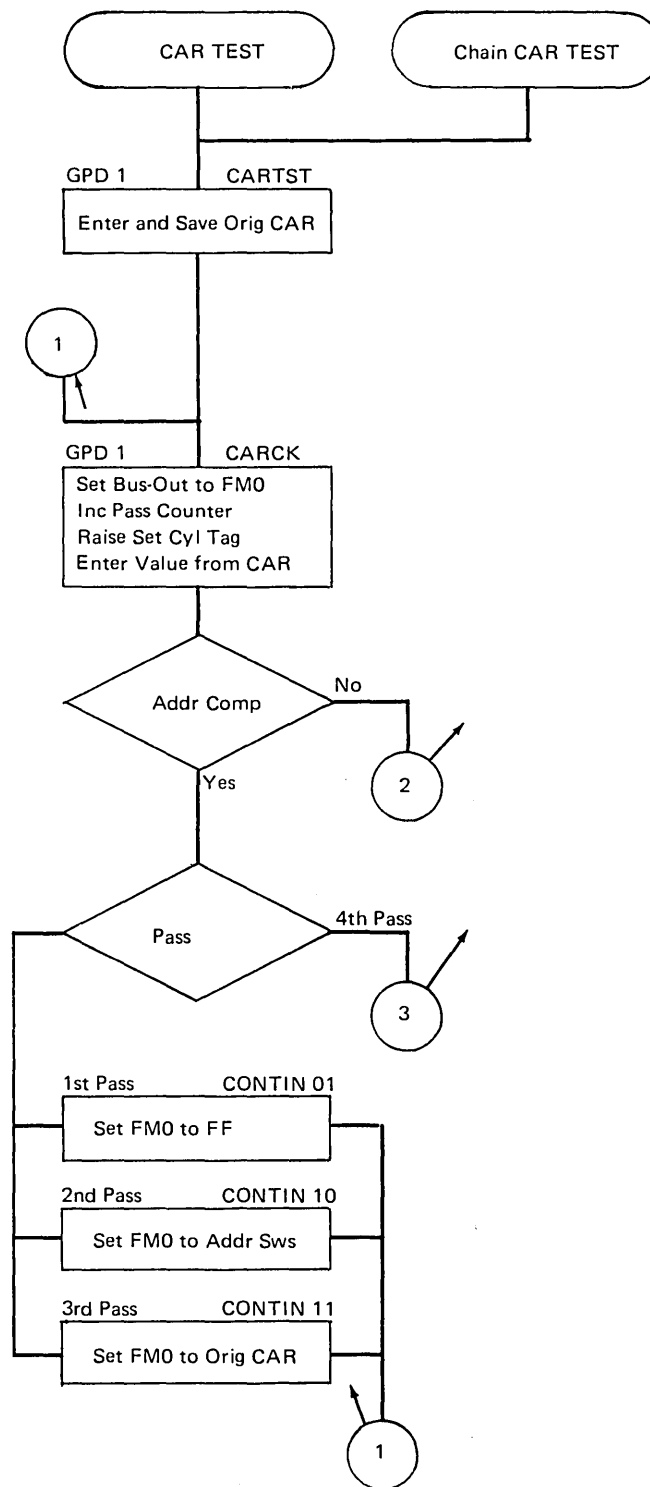 CAR TEST
Chain CAR TEST
GPD 1 CARTST
Enter and Save Orig CAR
1
GPD 1 CARCK
Set Bus-Out to FM0
Inc Pass Counter
Raise Set Cyl Tag
Enter Value from CAR
Addr Comp
No
2
Yes
Pass
4th Pass
3
1st Pass CONTIN 01
Set FM0 to FF
2nd Pass CONTIN 10
Set FM0 to Addr Sws
3rd Pass CONTIN 11
Set FM0 to Orig CAR
1